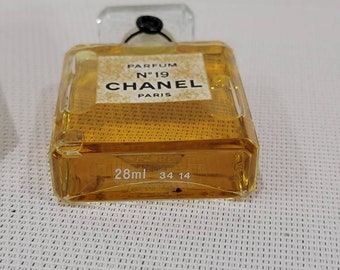 PARFUM
N°19
CHANEL
PARIS
28ml 34 14